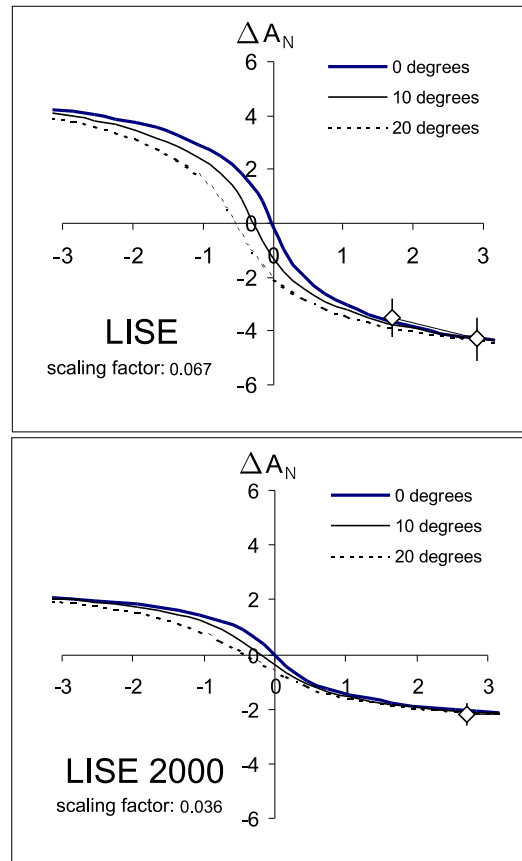 Δ A_N
6
0 degrees
10 degrees
4
20 degrees
2
0
-3 -2 -1 0 1 2 3
-2
LISE
-4
scaling factor: 0.067
-6
Δ A_N
6
0 degrees
4
10 degrees
20 degrees
2
0
-3 -2 -1 0 1 2 3
-2
LISE 2000
-4
scaling factor: 0.036
-6